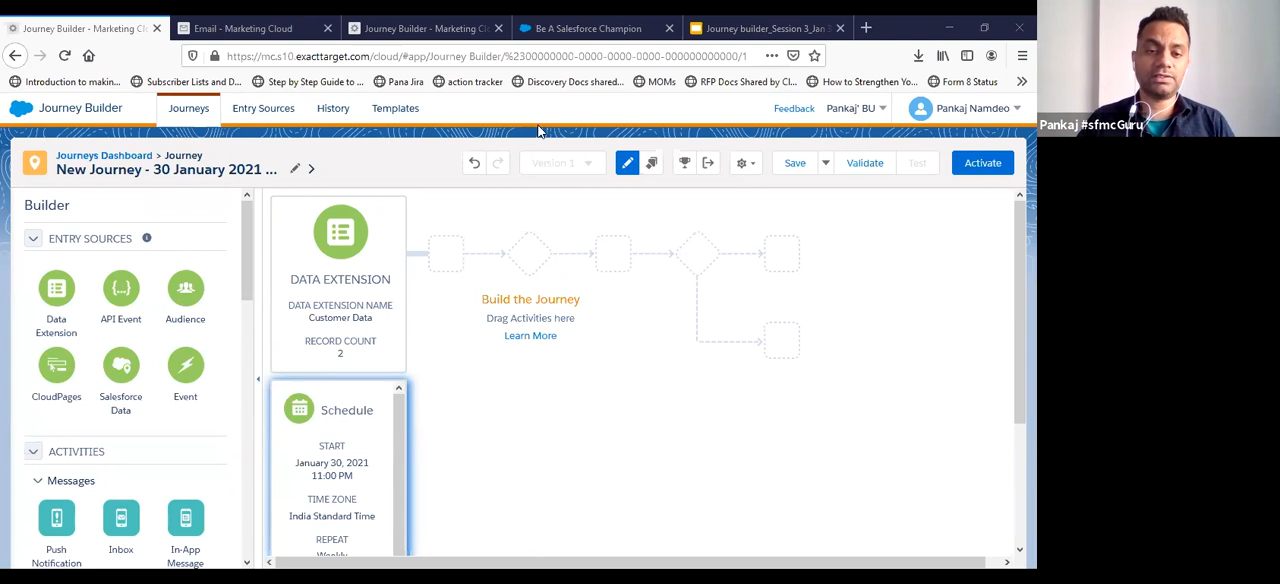 Journey Builder - Marketing Cl
Email - Marketing Cloud
Journey Builder - Marketing Cl
Be A Salesforce Champion
Journey builder_Session 3_Jan 3
https://mc.s10.exacttarget.com/cloud/#app/Journey Builder/%2300000000-0000-0000-0000-000000000000/1
Introduction to makin...
Subscriber Lists and D...
Step by Step Guide to ...
Pana Jira
Order Tracker
Discovery Docs shared...
MOMs
RFP Docs Shared by Cl...
How to Strengthen Yo...
Form 8 Status
Journey Builder
Journeys
Entry Sources
History
Templates
Feedback
Pankaj' BU
Pankaj Namdeo
Pankaj #sfmcGuru
Journeys Dashboard > Journey
New Journey - 30 January 2021 ...
Version 1
Save
Validate
Test
Activate
Builder
ENTRY SOURCES
Data
Extension
API Event
Audience
CloudPages
Salesforce
Data
Event
ACTIVITIES
Messages
Push
Notification
Inbox
In-App
Message
DATA EXTENSION
DATA EXTENSION NAME
Customer Data
RECORD COUNT
2
Build the Journey
Drag Activities here
Learn More
Schedule
START
January 30, 2021
11:00 PM
TIME ZONE
India Standard Time
REPEAT
Weekly